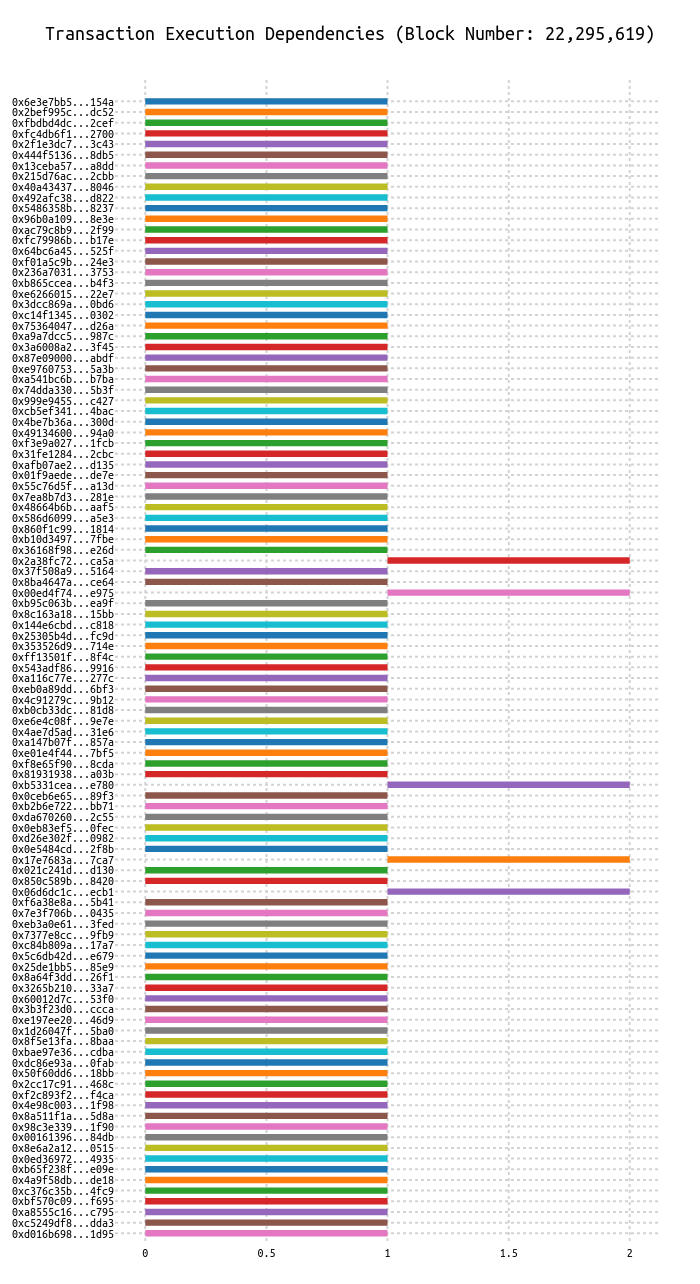 Transaction Execution Dependencies (Block Number: 22,295,619)
0x6e3e7bb5...154a
0x2bef995c...dc52
0xfbdbd4dc...2cef
0xfc4db6f1...2700
0x2f1e3dc7...3c43
0x444f5136...8db5
0x13ceba57...a8dd
0x215d76ac...2cbb
0x40a43437...8046
0x492afc38...d822
0x5486358b...8237
0x96b0a109...8e3e
0xac79c8b9...2f99
0xfc79986b...b17e
0x64bc6a45...525f
0xf01a5c9b...24e3
0x236a7031...3753
0xb865ccea...b4f3
0xe6266015...22e7
0x3dcc869a...0bd6
0xc14f1345...0302
0x75364047...d26a
0xa9a7dcc5...987c
0x3a6008a2...3f45
0x87e09000...abdf
0xe9760753...5a3b
0xa541bc6b...b7ba
0x74dda330...5b3f
0x999e9455...c427
0xcb5ef341...4bac
0x4be7b36a...300d
0x49134600...94a0
0xf3e9a027...1fcb
0x31fe1284...2cbc
0xafb07ae2...d135
0x01f9aede...de7e
0x55c76d5f...a13d
0x7ea8b7d3...281e
0x48664b6b...aaf5
0x586d6099...a5e3
0x860f1c99...1814
0xb10d3497...7fbe
0x36168f98...e26d
0x2a38fc72...ca5a
0x37f508a9...5164
0x8ba4647a...ce64
0x00ed4f74...e975
0xb95c063b...ea9f
0x8c163a18...15bb
0x144e6cbd...c818
0x25305b4d...fc9d
0x353526d9...714e
0xff13501f...8f4c
0x543adf86...9916
0xa116c77e...277c
0xeb0a89dd...6bf3
0x4c91279c...9b12
0xb0cb33dc...81d8
0xe6e4c08f...9e7e
0x4ae7d5ad...31e6
0xa147b07f...857a
0xe01e4f44...7bf5
0xf8e65f90...8cda
0x81931938...a03b
0xb5331cea...e780
0x0ceb6e65...89f3
0xb2b6e722...bb71
0xda670260...2c55
0x0eb83ef5...0fec
0xd26e302f...0982
0x0e5484cd...2f8b
0x17e7683a...7ca7
0x021c241d...d130
0x850c589b...8420
0x06d6dc1c...ecb1
0xf6a38e8a...5b41
0x7e3f706b...0435
0xeb3a0e61...3fed
0x7377e8cc...9fb9
0xc84b809a...17a7
0x5c6db42d...e679
0x25de1bb5...85e9
0x8a64f3dd...26f1
0x3265b210...33a7
0x60012d7c...53f0
0x3b3f23d0...ccca
0xe197ee20...46d9
0x1d26047f...5ba0
0x8f5e13fa...8baa
0xbae97e36...cdba
0xdc86e93a...0fab
0x50f60dd6...18bb
0x2cc17c91...468c
0xf2c893f2...f4ca
0x4e98c003...1f98
0x8a511f1a...5d8a
0x98c3e339...1f90
0x00161396...84db
0x8e6a2a12...0515
0x0ed36972...4935
0xb65f238f...e09e
0x4a9f58db...de18
0xc376c35b...4fc9
0xbf570c09...f695
0xa8555c16...c795
0xc5249df8...dda3
0xd016b698...1d95
0 0.5 1 1.5 2